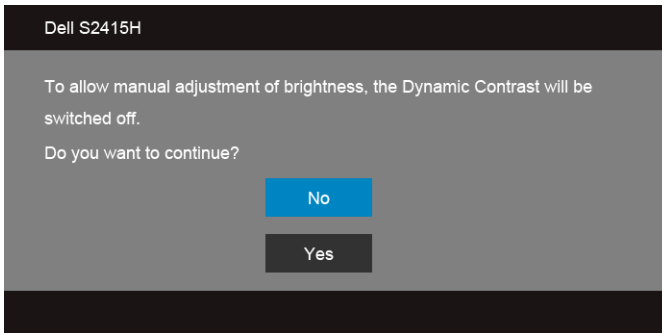 Dell S2415H
To allow manual adjustment of brightness, the Dynamic Contrast will be
switched off.
Do you want to continue?
No
Yes